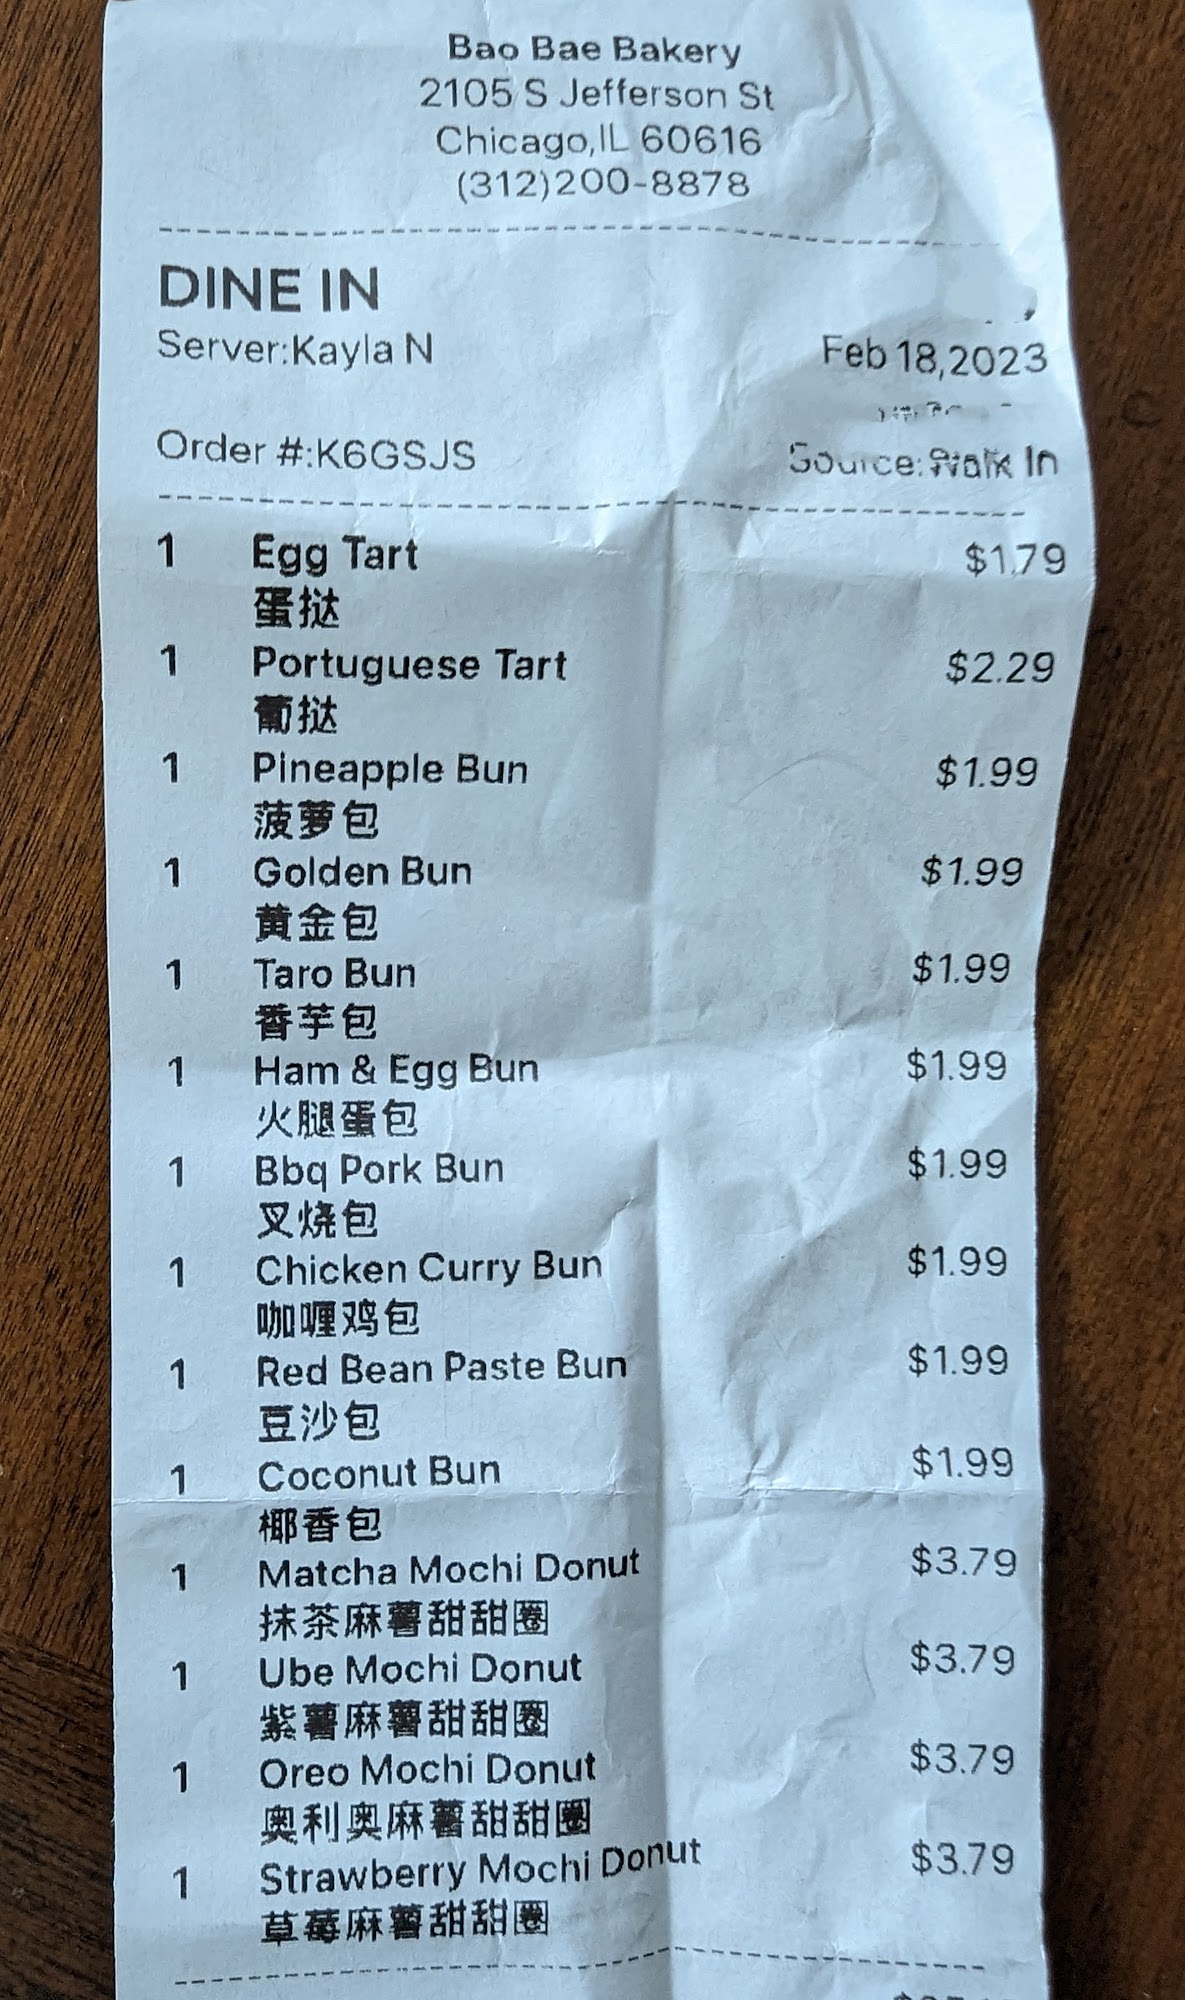 Bao Bae Bakery
2105 S Jefferson St
Chicago,IL 60616
(312)200-8878
DINE IN
Server:Kayla N
Feb 18,2023
Order #:K6GSJS Source:Walk In
1 Egg Tart $1.79
蛋挞
1 Portuguese Tart $2.29
葡挞
1 Pineapple Bun $1.99
菠萝包
1 Golden Bun $1.99
黄金包
1 Taro Bun $1.99
香芋包
1 Ham & Egg Bun $1.99
火腿蛋包
1 Bbq Pork Bun $1.99
叉烧包
1 Chicken Curry Bun $1.99
咖喱鸡包
1 Red Bean Paste Bun $1.99
豆沙包
1 Coconut Bun $1.99
椰香包
1 Matcha Mochi Donut $3.79
抹茶麻薯甜甜圈
1 Ube Mochi Donut $3.79
紫薯麻薯甜甜圈
1 Oreo Mochi Donut $3.79
奥利奥麻薯甜甜圈
1 Strawberry Mochi Donut $3.79
草莓麻薯甜甜圈